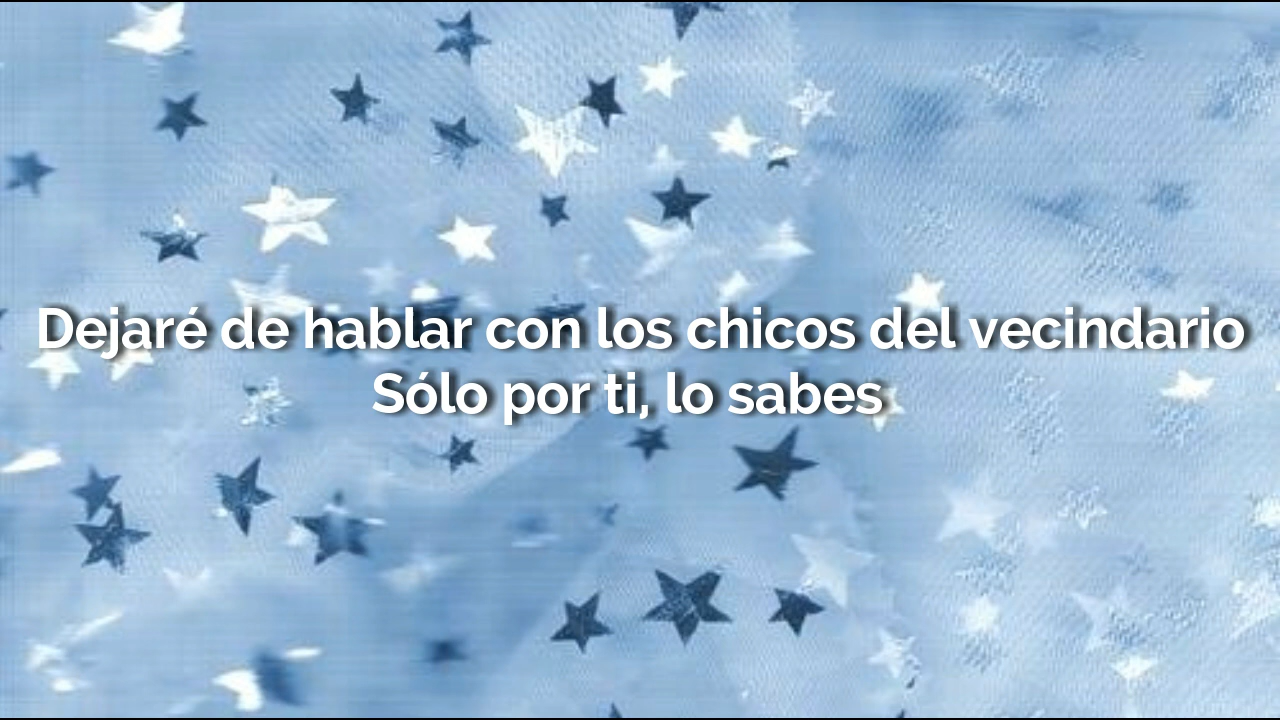 Dejaré de hablar con los chicos del vecindario
Sólo por ti, lo sabes